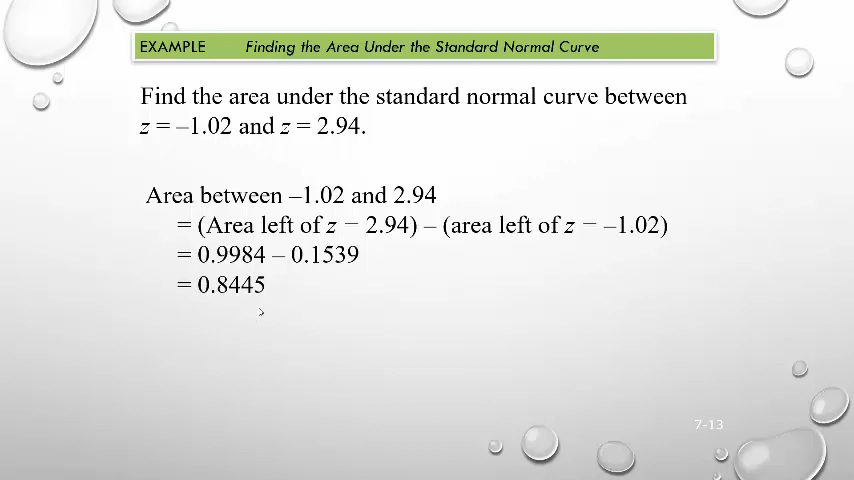 EXAMPLE Finding the Area Under the Standard Normal Curve
Find the area under the standard normal curve between
z = –1.02 and z = 2.94.
Area between –1.02 and 2.94
= (Area left of z = 2.94) – (area left of z = –1.02)
= 0.9984 – 0.1539
= 0.8445
7-13